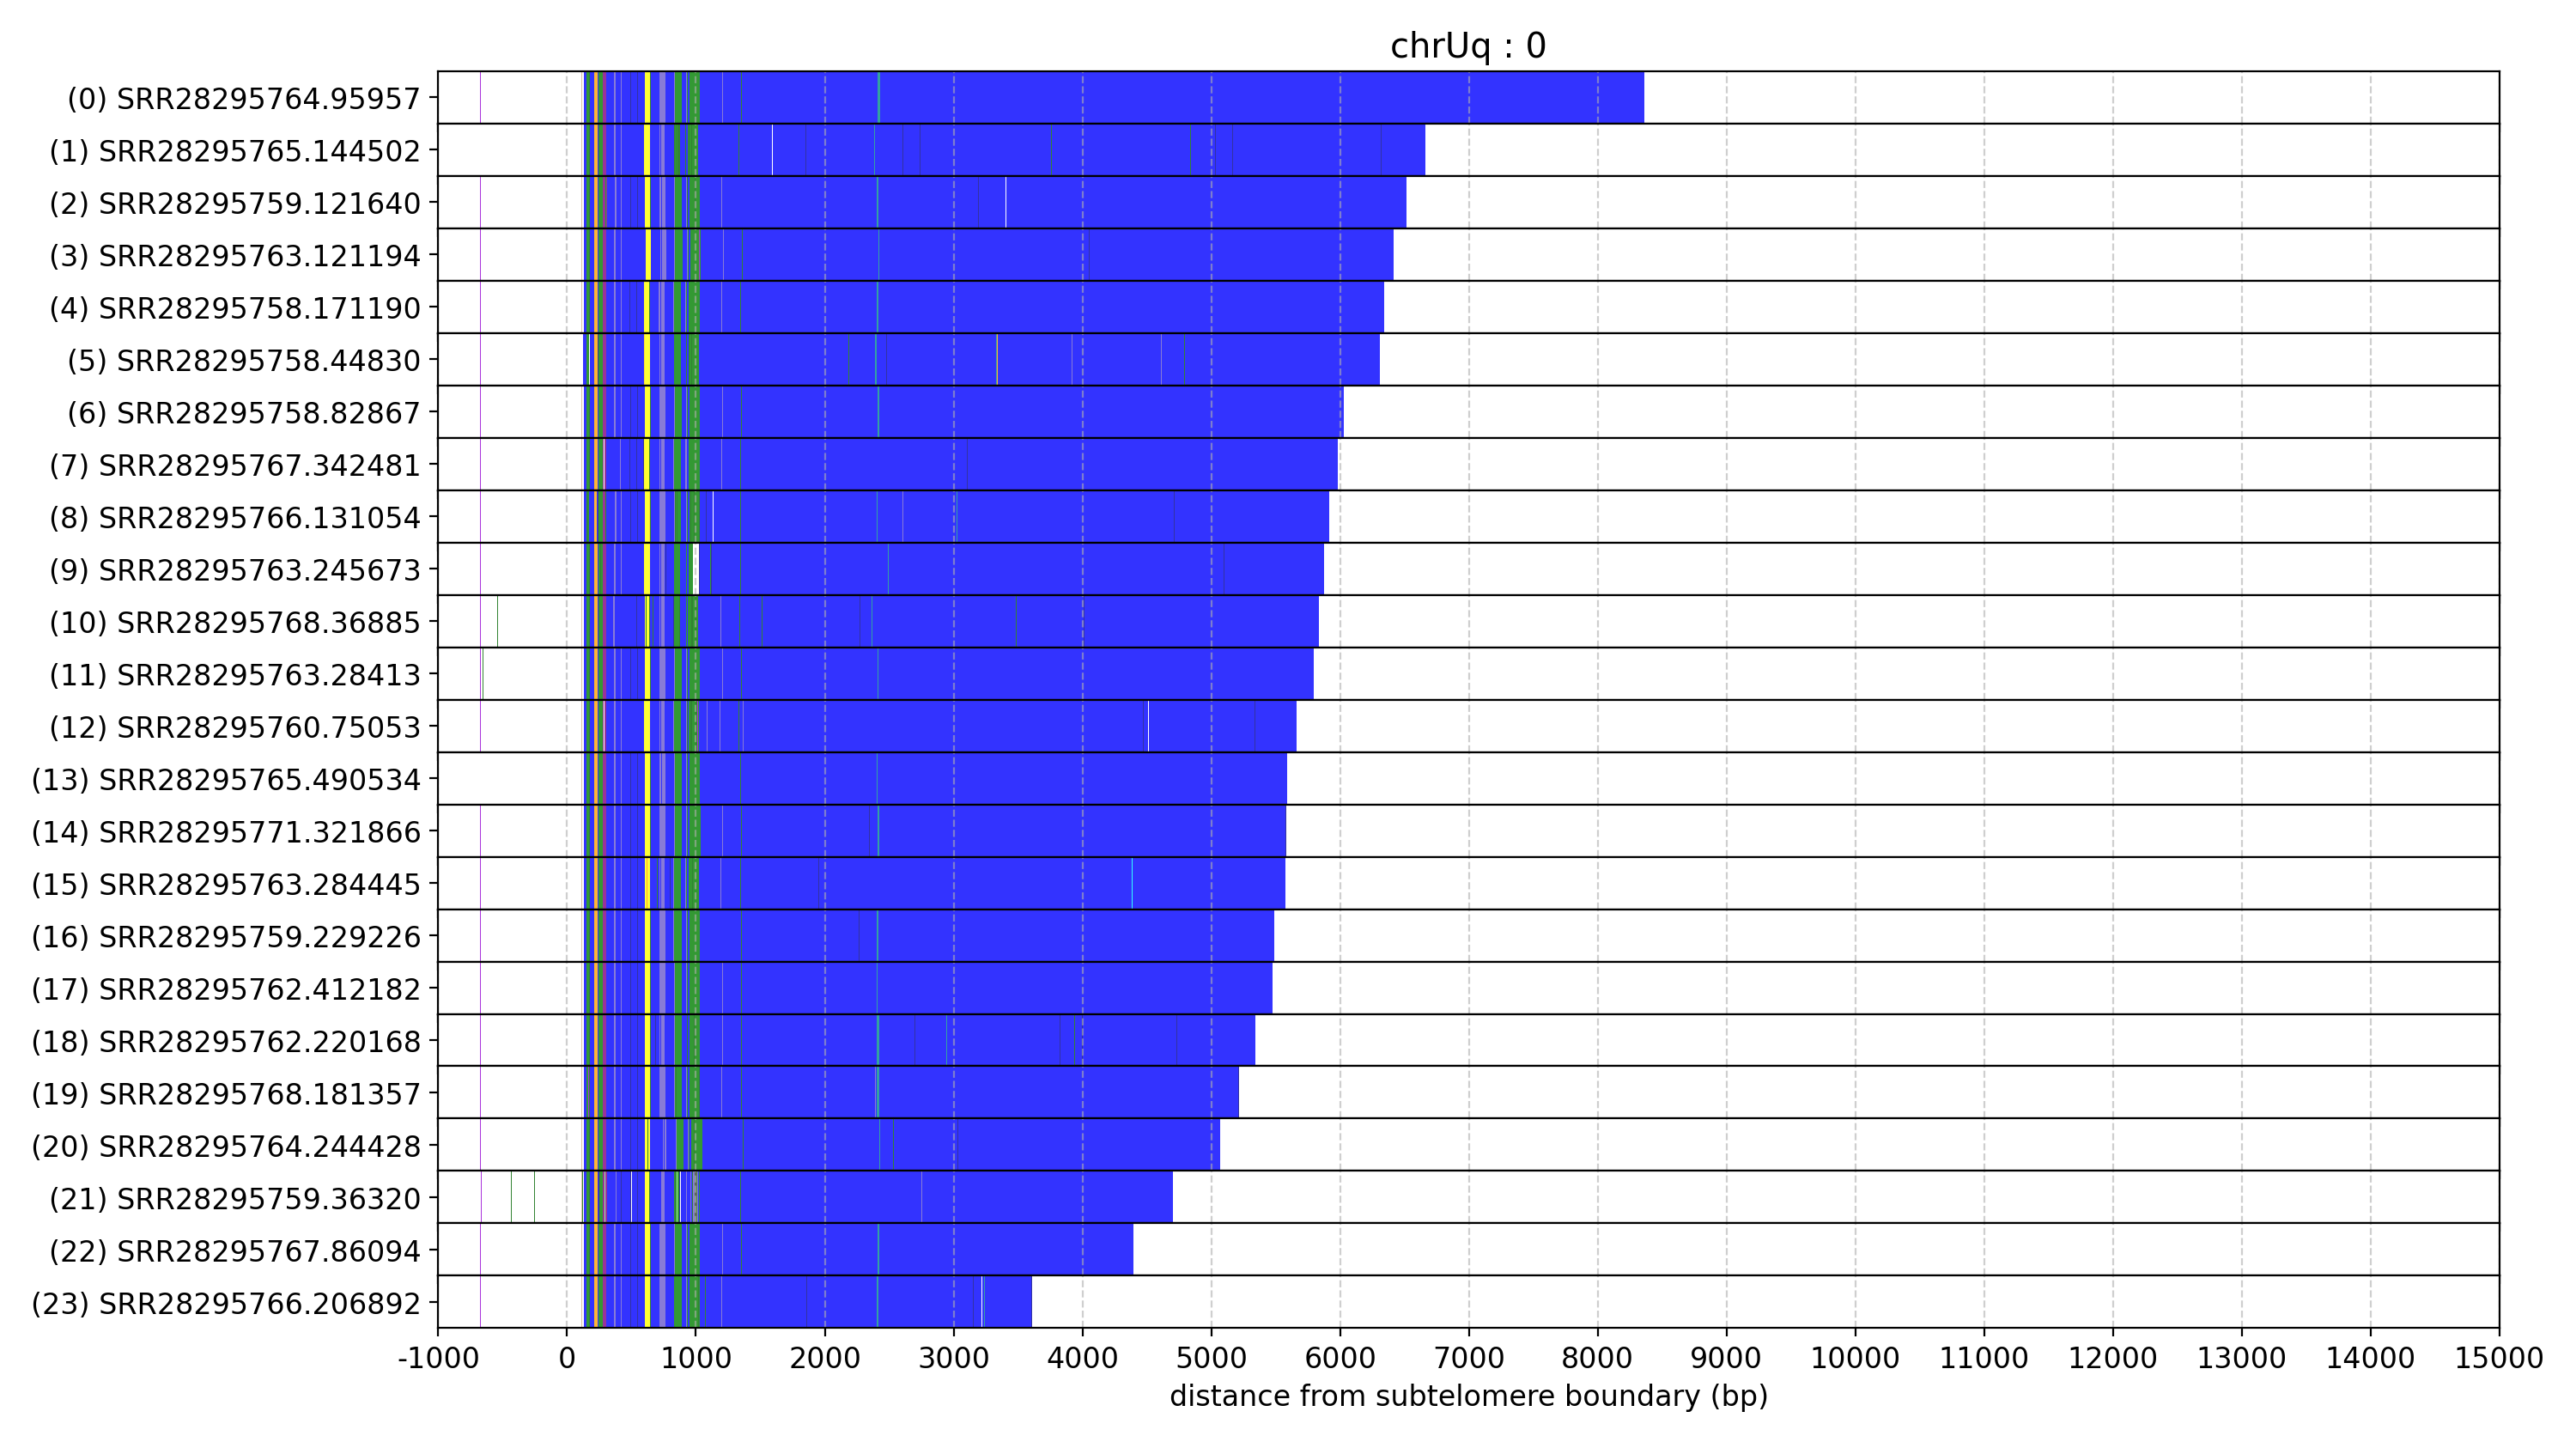 chrUq : 0
(0) SRR28295764.95957
(1) SRR28295765.144502
(2) SRR28295759.121640
(3) SRR28295763.121194
(4) SRR28295758.171190
(5) SRR28295758.44830
(6) SRR28295758.82867
(7) SRR28295767.342481
(8) SRR28295766.131054
(9) SRR28295763.245673
(10) SRR28295768.36885
(11) SRR28295763.28413
(12) SRR28295760.75053
(13) SRR28295765.490534
(14) SRR28295771.321866
(15) SRR28295763.284445
(16) SRR28295759.229226
(17) SRR28295762.412182
(18) SRR28295762.220168
(19) SRR28295768.181357
(20) SRR28295764.244428
(21) SRR28295759.36320
(22) SRR28295767.86094
(23) SRR28295766.206892
-1000 0 1000 2000 3000 4000 5000 6000 7000 8000 9000 10000 11000 12000 13000 14000 15000
distance from subtelomere boundary (bp)